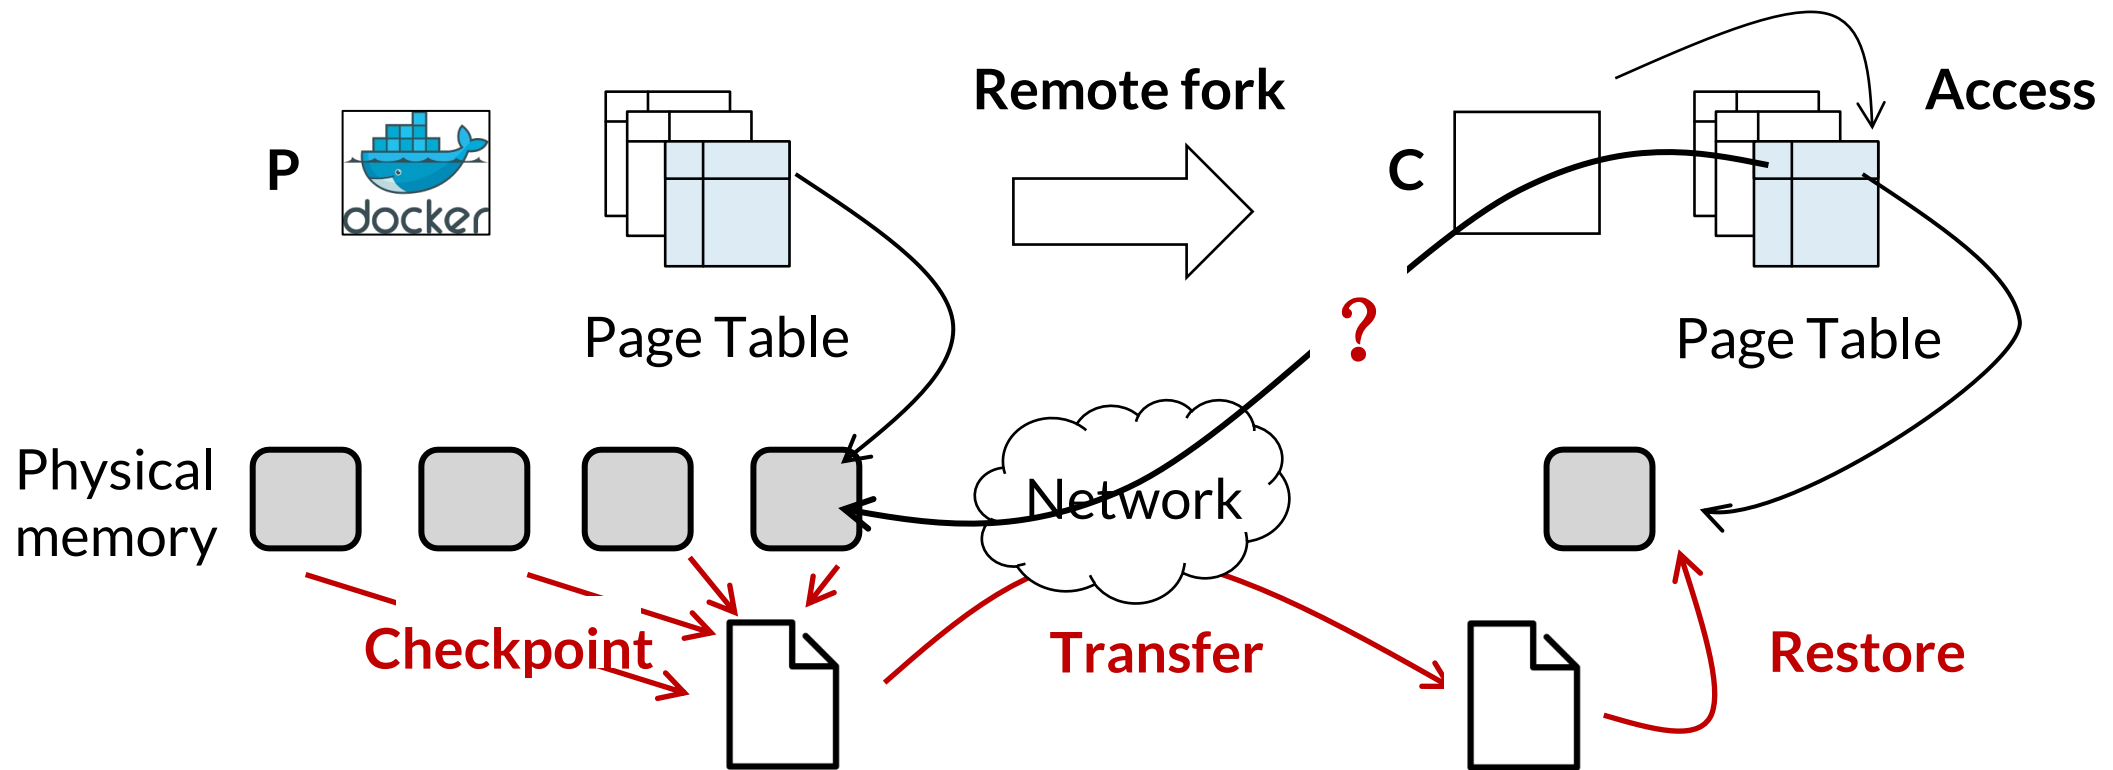 Remote fork
Access
P
docker
C
Page Table
?
Page Table
Physical
memory
Network
Checkpoint
Transfer
Restore